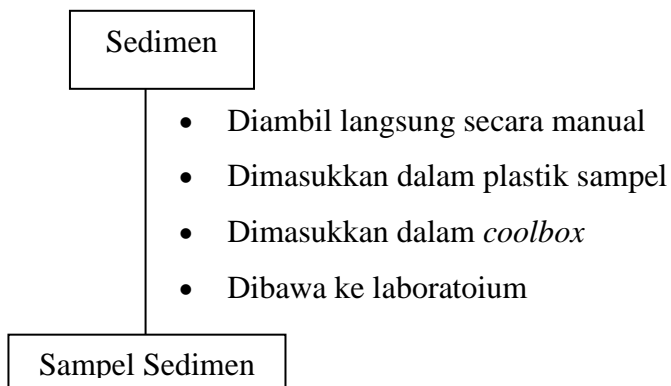 Sedimen
• Diambil langsung secara manual
• Dimasukkan dalam plastik sampel
• Dimasukkan dalam coolbox
• Dibawa ke laboratoium
Sampel Sedimen